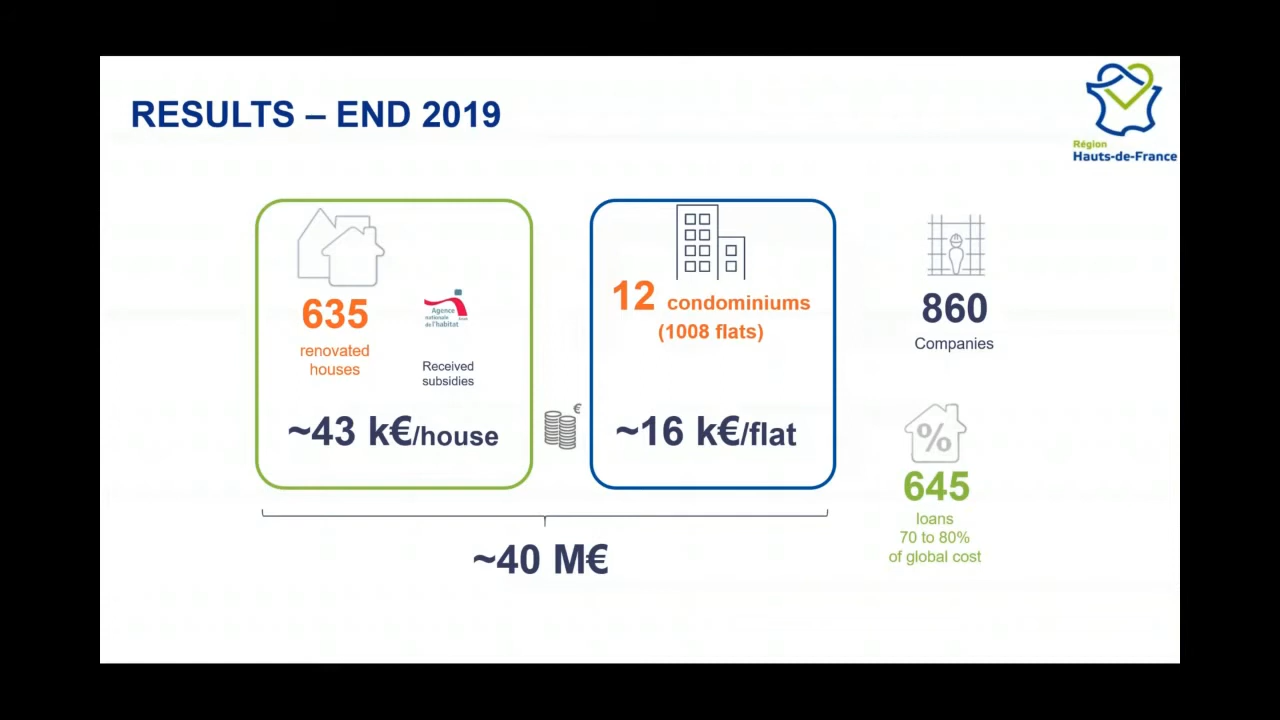 RESULTS – END 2019
Région
Hauts-de-France
635
renovated
houses
Agence
nationale
de l'habitat
Received
subsidies
~43 k€/house
€
12 condominiums
(1008 flats)
~16 k€/flat
~40 M€
860
Companies
%
645
loans
70 to 80%
of global cost